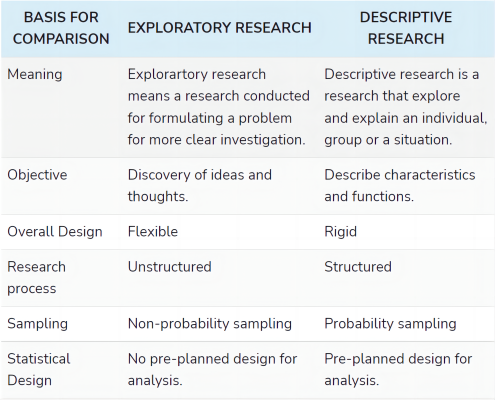 BASIS FOR COMPARISON EXPLORATORY RESEARCH DESCRIPTIVE RESEARCH
Meaning
Explorartory research
means a research conducted
for formulating a problem
for more clear investigation.
Descriptive research is a
research that explore
and explain an individual,
group or a situation.
Objective
Discovery of ideas and
thoughts.
Describe characteristics
and functions.
Overall Design
Flexible
Rigid
Research
process
Unstructured
Structured
Sampling
Non-probability sampling
Probability sampling
Statistical
Design
No pre-planned design for
analysis.
Pre-planned design for
analysis.